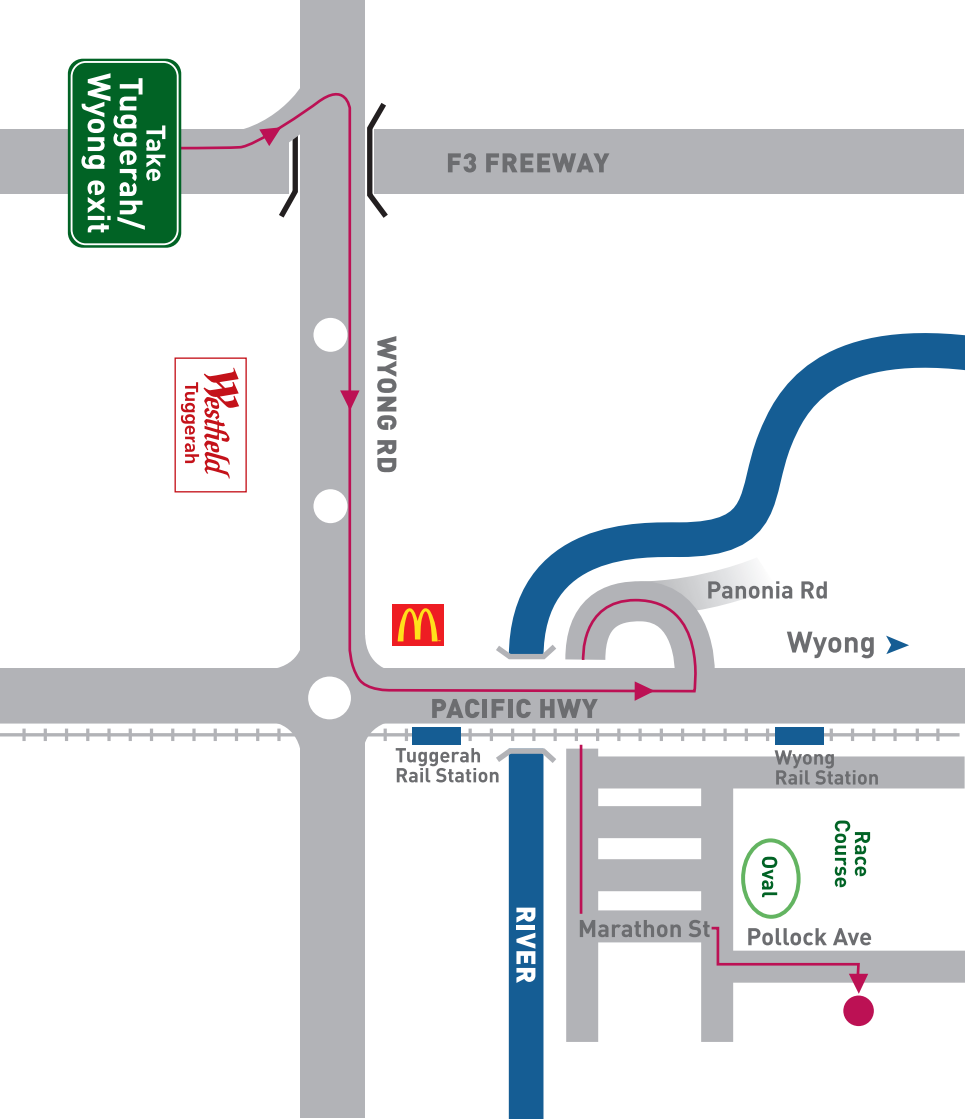 Take
Tuggerah/
Wyong exit
F3 FREEWAY
WYONG RD
Westfield
Tuggerah
Panonia Rd
Wyong
PACIFIC HWY
Tuggerah
Rail Station
Wyong
Rail Station
Race
Course
Oval
RIVER
Marathon St
Pollock Ave